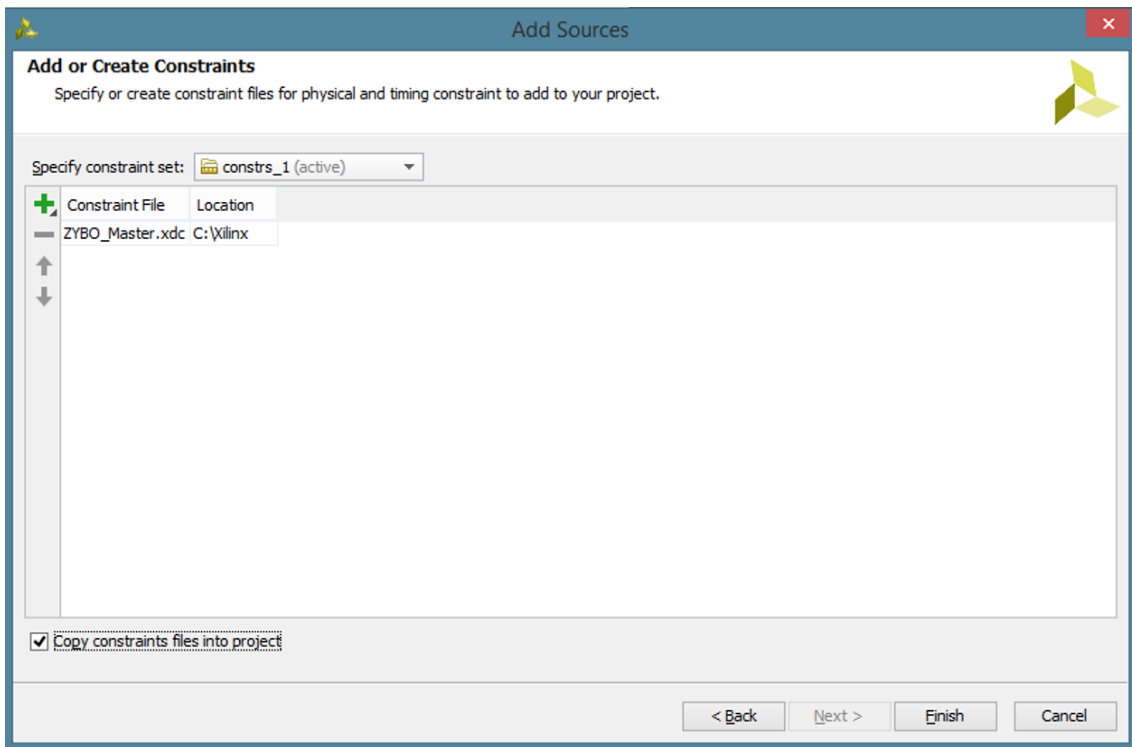 Add Sources
Add or Create Constraints
Specify or create constraint files for physical and timing constraint to add to your project.
Specify constraint set: constrs_1 (active)
Constraint File Location
ZYBO_Master.xdc C:\Xilinx
Copy constraints files into project
< Back Next > Finish Cancel